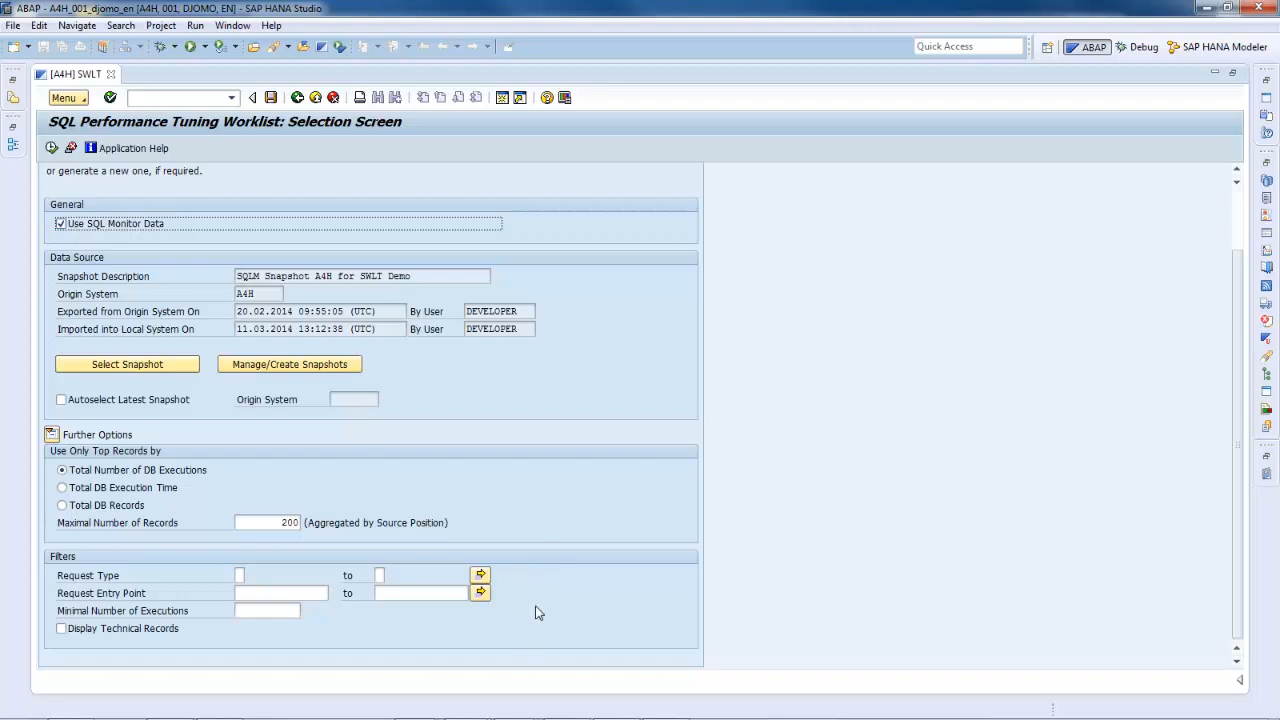 ABAP - A4H_001_djomo_en [A4H, 001, DJOMO, EN] - SAP HANA Studio
File Edit Navigate Search Project Run Window Help
Quick Access ABAP Debug SAP HANA Modeler
[A4H] SWLT
Menu
SQL Performance Tuning Worklist: Selection Screen
Application Help
or generate a new one, if required.
General
Use SQL Monitor Data
Data Source
Snapshot Description SQLM Snapshot A4H for SWLT Demo
Origin System A4H
Exported from Origin System On 20.02.2014 09:55:05 (UTC) By User DEVELOPER
Imported into Local System On 11.03.2014 13:12:38 (UTC) By User DEVELOPER
Select Snapshot Manage/Create Snapshots
Autoselect Latest Snapshot Origin System
Further Options
Use Only Top Records by
Total Number of DB Executions
Total DB Execution Time
Total DB Records
Maximal Number of Records 200 (Aggregated by Source Position)
Filters
Request Type to
Request Entry Point to
Minimal Number of Executions
Display Technical Records